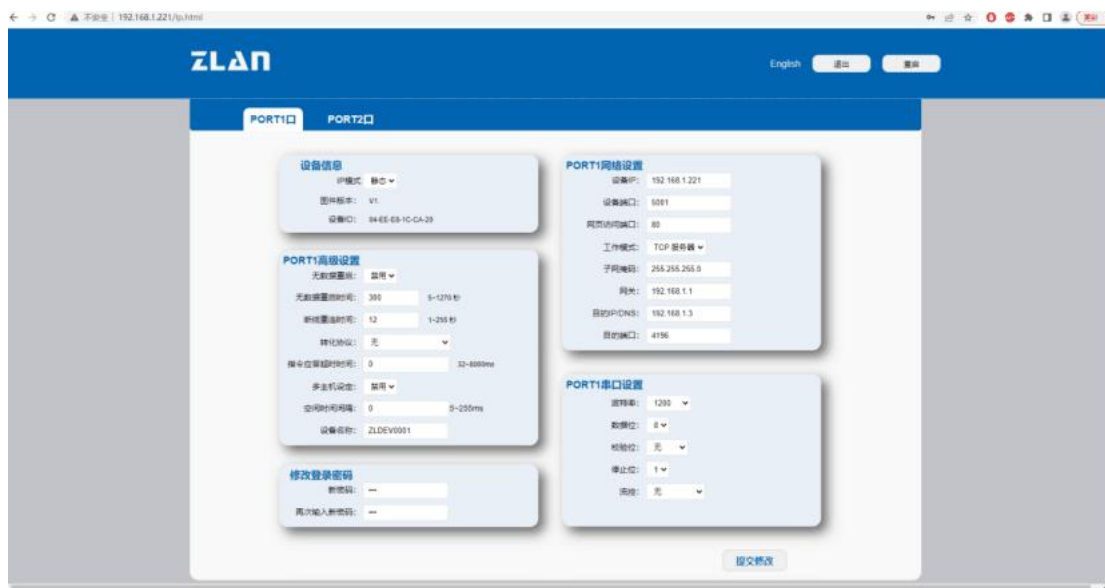 不安全 | 192.168.1.221/ip.html
更新
ZLAN
English 退出 重启
PORT1口 PORT2口
设备信息
IP模式 静态
固件版本: V1.
设备ID:
PORT1高级设置
无数据重启: 禁用
无数据重启时间: 300 5~1270 秒
断线重连时间: 12 1~255 秒
转化协议: 无
指令应答超时时间: 0 32~8000ms
多主机设定: 禁用
空闲时间间隔: 0 5~255ms
设备名称: ZLDEV0001
修改登录密码
新密码:
再次输入新密码:
PORT1网络设置
设备IP: 192.168.1.221
设备端口: 5001
网页访问端口: 80
工作模式: TCP 服务器
子网掩码: 255.255.255.0
网关: 192.168.1.1
目的IP/DNS: 192.168.1.3
目的端口: 4196
PORT1串口设置
波特率: 1200
数据位: 8
校验位: 无
停止位: 1
流控: 无
提交修改